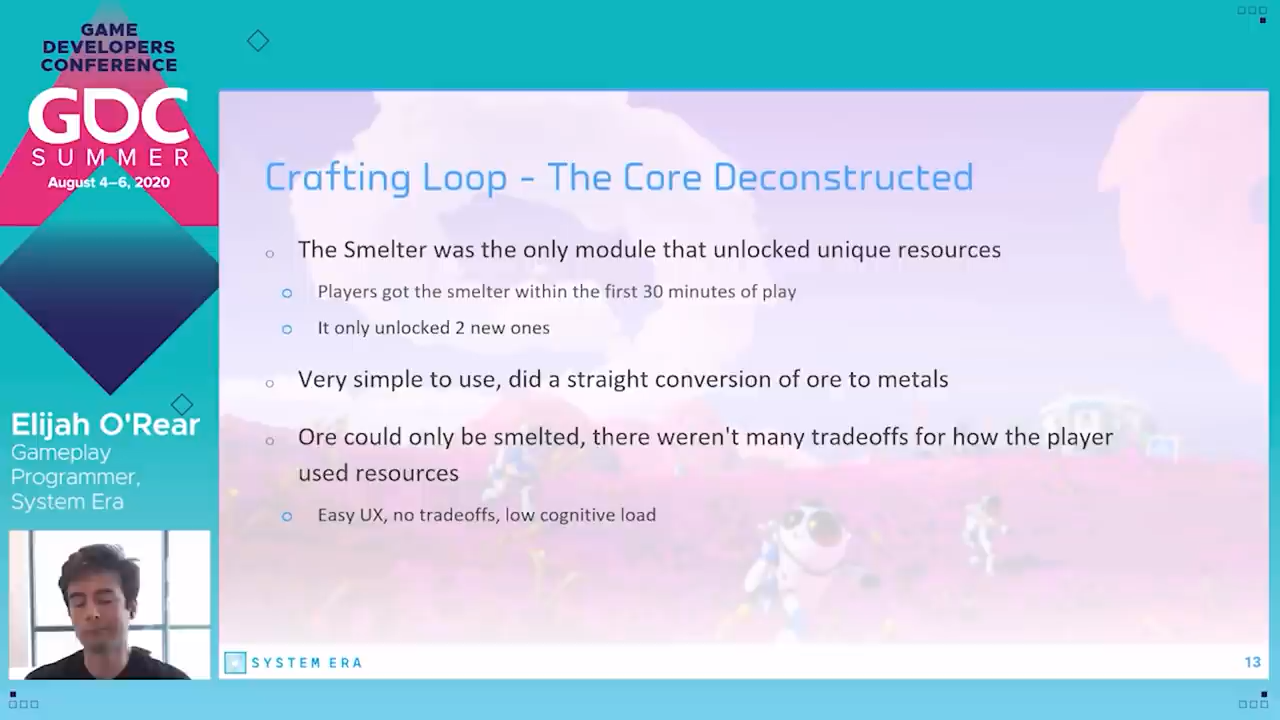 GAME
DEVELOPERS
CONFERENCE
GDC
SUMMER
August 4–6, 2020
Elijah O'Rear
Gameplay
Programmer,
System Era
Crafting Loop - The Core Deconstructed
The Smelter was the only module that unlocked unique resources
Players got the smelter within the first 30 minutes of play
It only unlocked 2 new ones
Very simple to use, did a straight conversion of ore to metals
Ore could only be smelted, there weren't many tradeoffs for how the player
used resources
Easy UX, no tradeoffs, low cognitive load
SYSTEM ERA
13